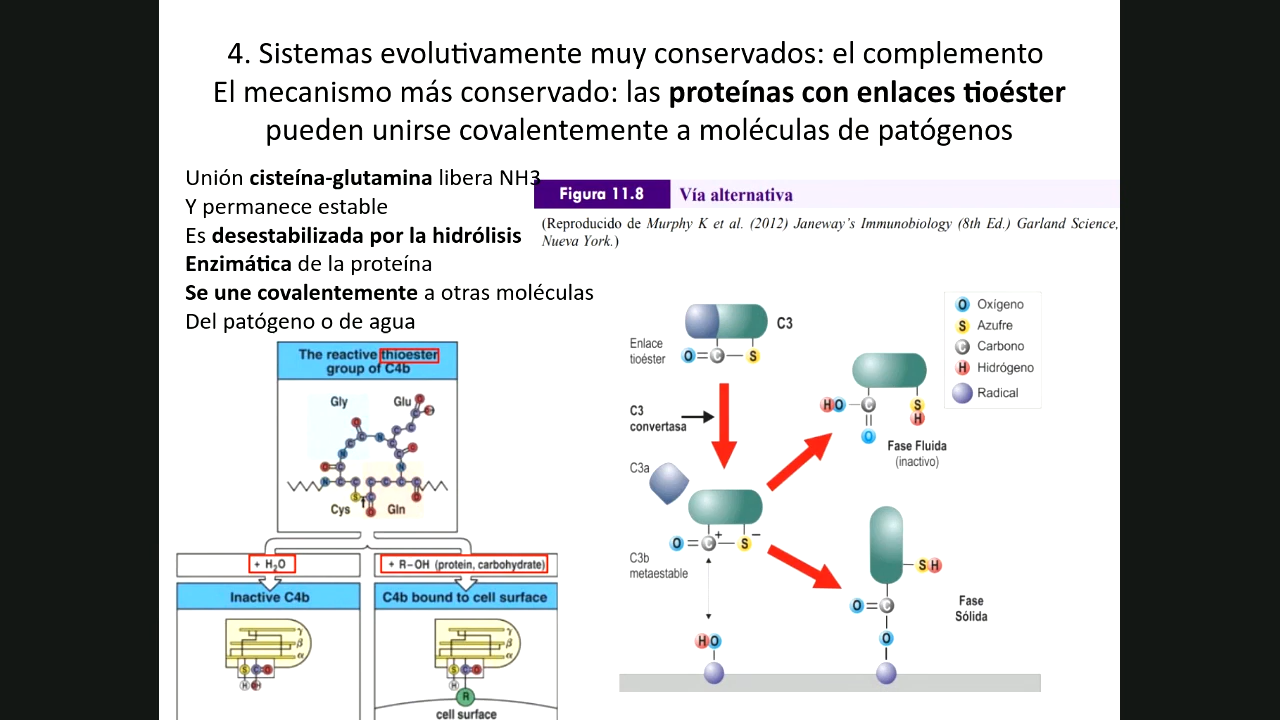 4. Sistemas evolutivamente muy conservados: el complemento
El mecanismo más conservado: las proteínas con enlaces tioéster
pueden unirse covalentemente a moléculas de patógenos
Unión cisteína-glutamina libera NH3
Y permanece estable
Es desestabilizada por la hidrólisis
Enzimática de la proteína
Se une covalentemente a otras moléculas
Del patógeno o de agua
Figura 11.8 Vía alternativa
(Reproducido de Murphy K et al. (2012) Janeway's Immunobiology (8th Ed.) Garland Science,
Nueva York.)
The reactive thioester
group of C4b
Gly
Glu
Cys
Gln
+ H2O
+ R–OH (protein, carbohydrate)
Inactive C4b
C4b bound to cell surface
γ
β
α
S C O
H H
γ
β
α
S C O
H
R
cell surface
C3
Enlace
tioéster
O=C—S
C3
convertasa
C3a
O=C—S
+ −
C3b
metaestable
HO
HO—C
O
S
H
Fase Fluida
(inactivo)
SH
O=C
O
Fase
Sólida
O Oxígeno
S Azufre
C Carbono
H Hidrógeno
Radical